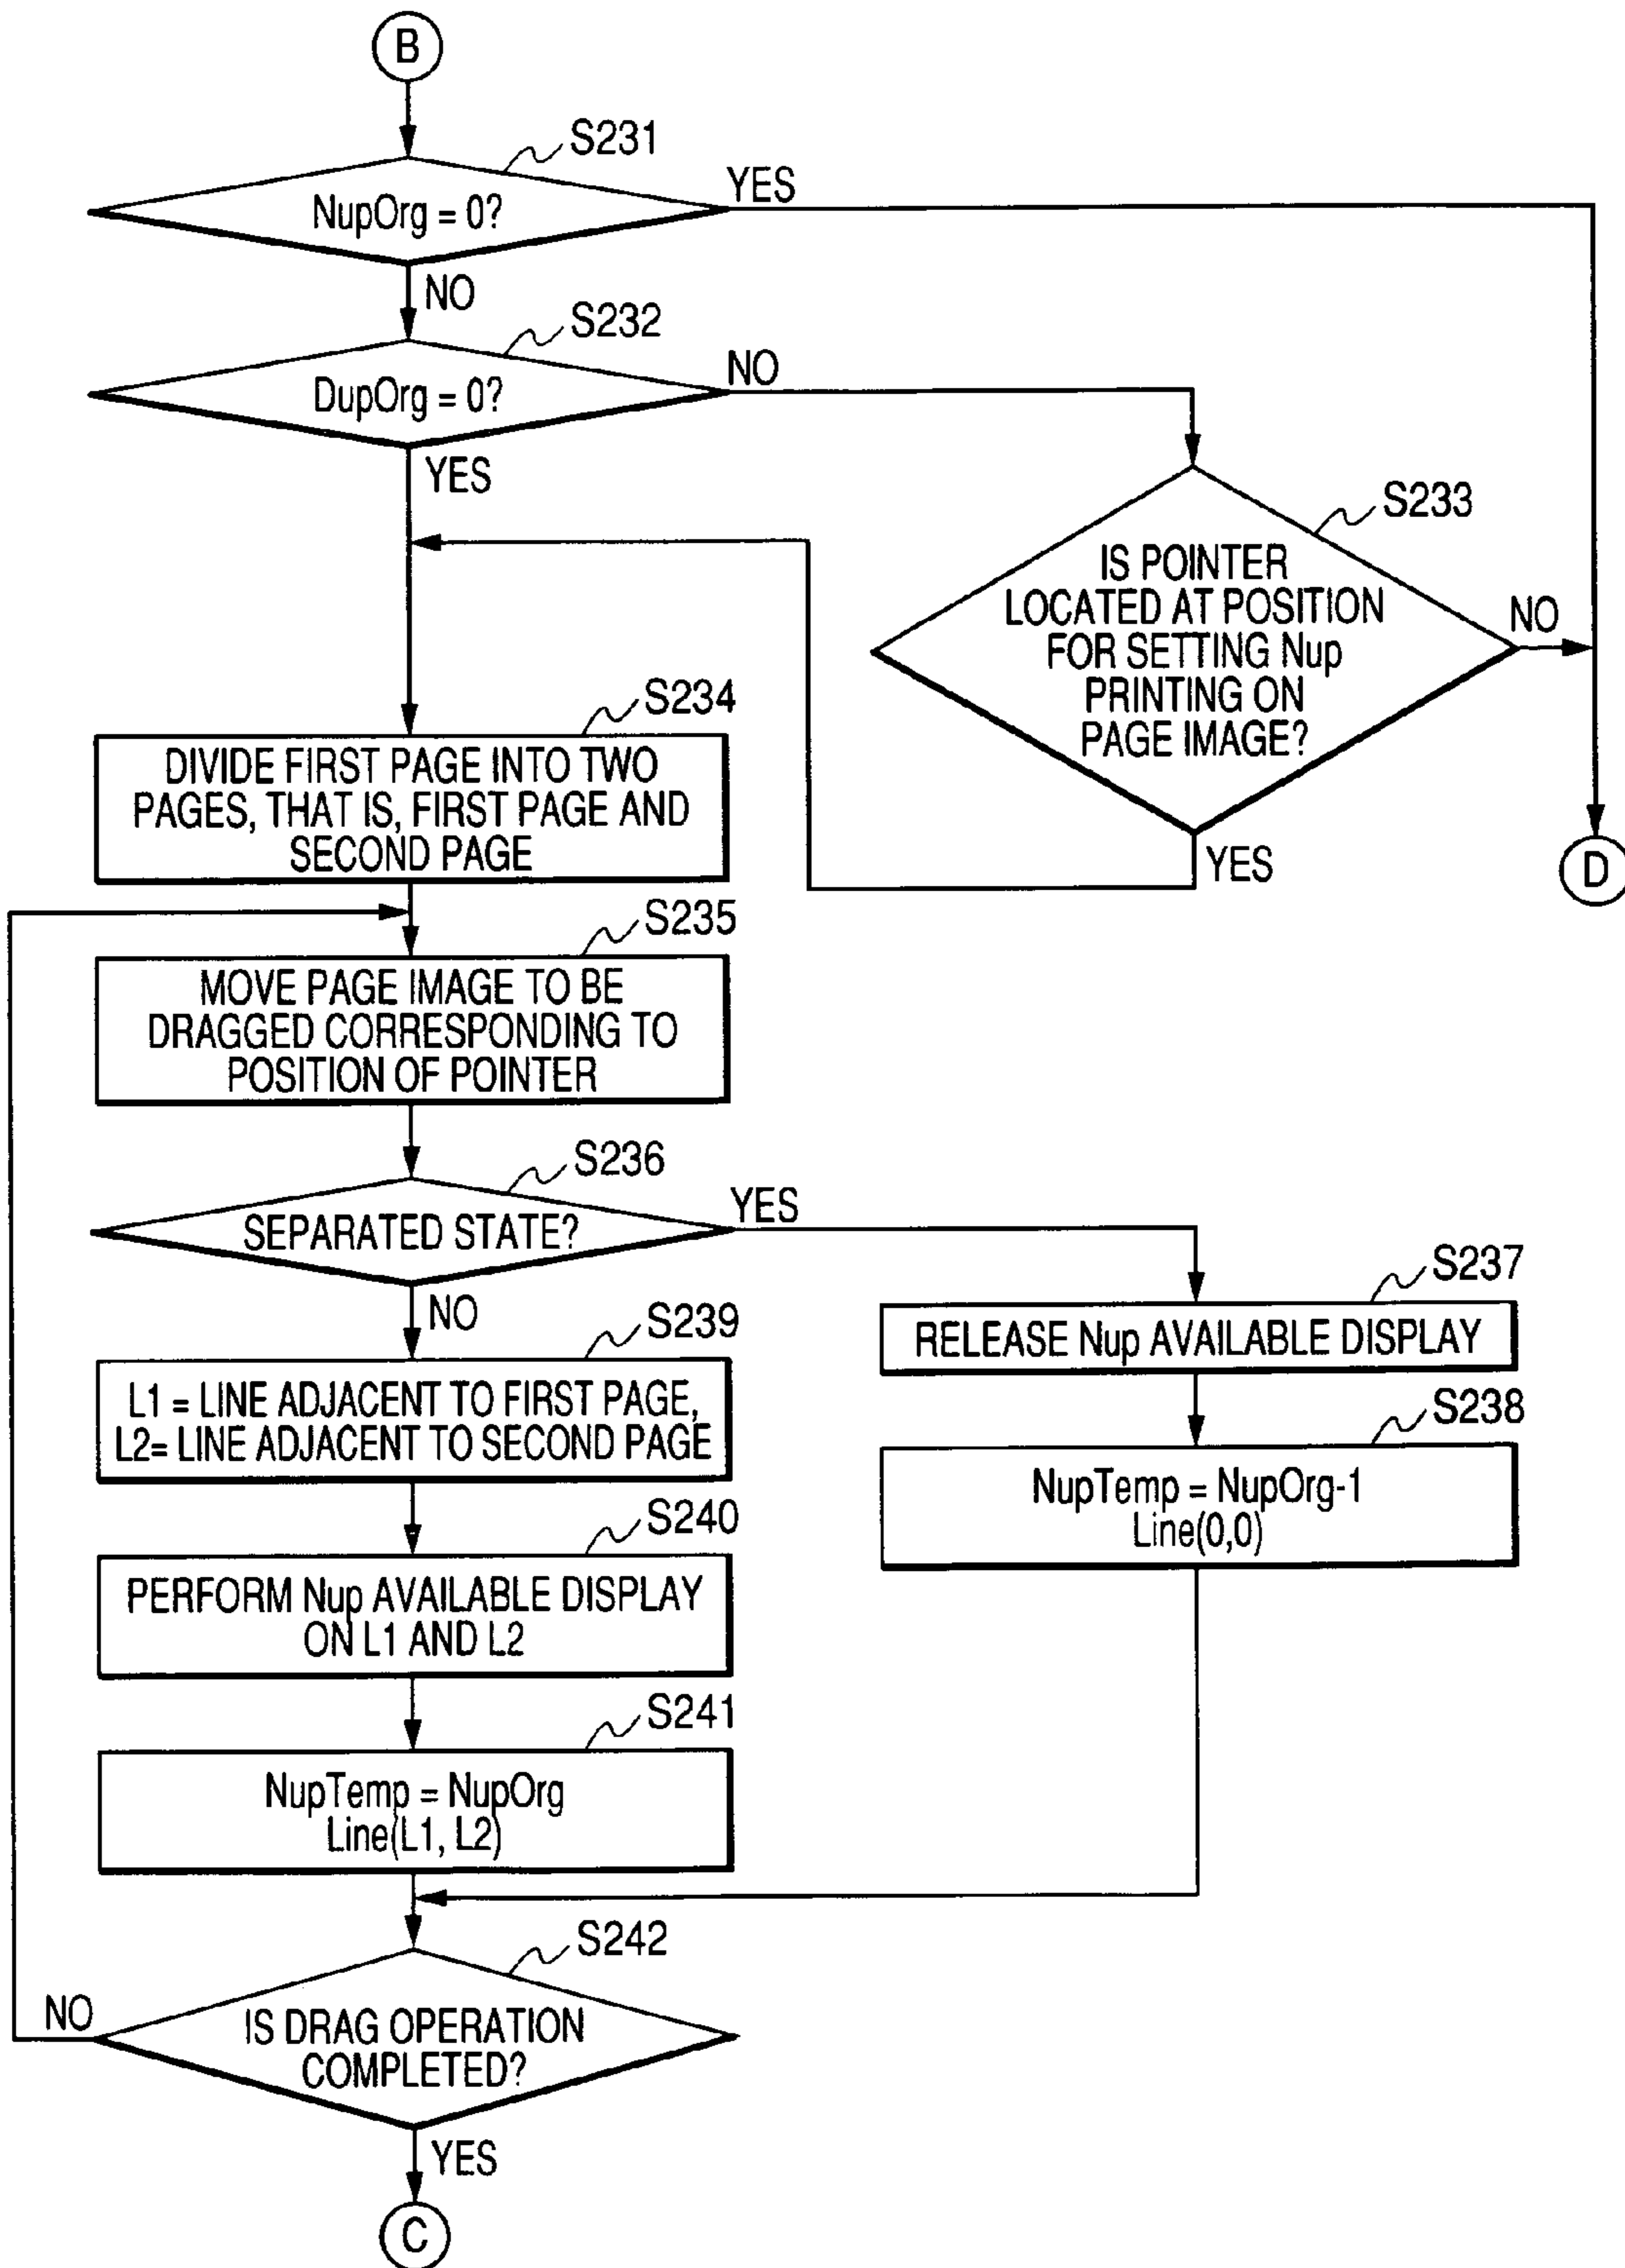 B
S231
NupOrg = 0?
YES
NO
S232
DupOrg = 0?
NO
YES
S233
IS POINTER
LOCATED AT POSITION
FOR SETTING Nup
PRINTING ON
PAGE IMAGE?
NO
YES
D
S234
DIVIDE FIRST PAGE INTO TWO
PAGES, THAT IS, FIRST PAGE AND
SECOND PAGE
S235
MOVE PAGE IMAGE TO BE
DRAGGED CORRESPONDING TO
POSITION OF POINTER
S236
SEPARATED STATE?
YES
NO
S237
RELEASE Nup AVAILABLE DISPLAY
S238
NupTemp = NupOrg-1
Line(0,0)
S239
L1 = LINE ADJACENT TO FIRST PAGE,
L2= LINE ADJACENT TO SECOND PAGE
S240
PERFORM Nup AVAILABLE DISPLAY
ON L1 AND L2
S241
NupTemp = NupOrg
Line(L1, L2)
S242
IS DRAG OPERATION
COMPLETED?
NO
YES
C